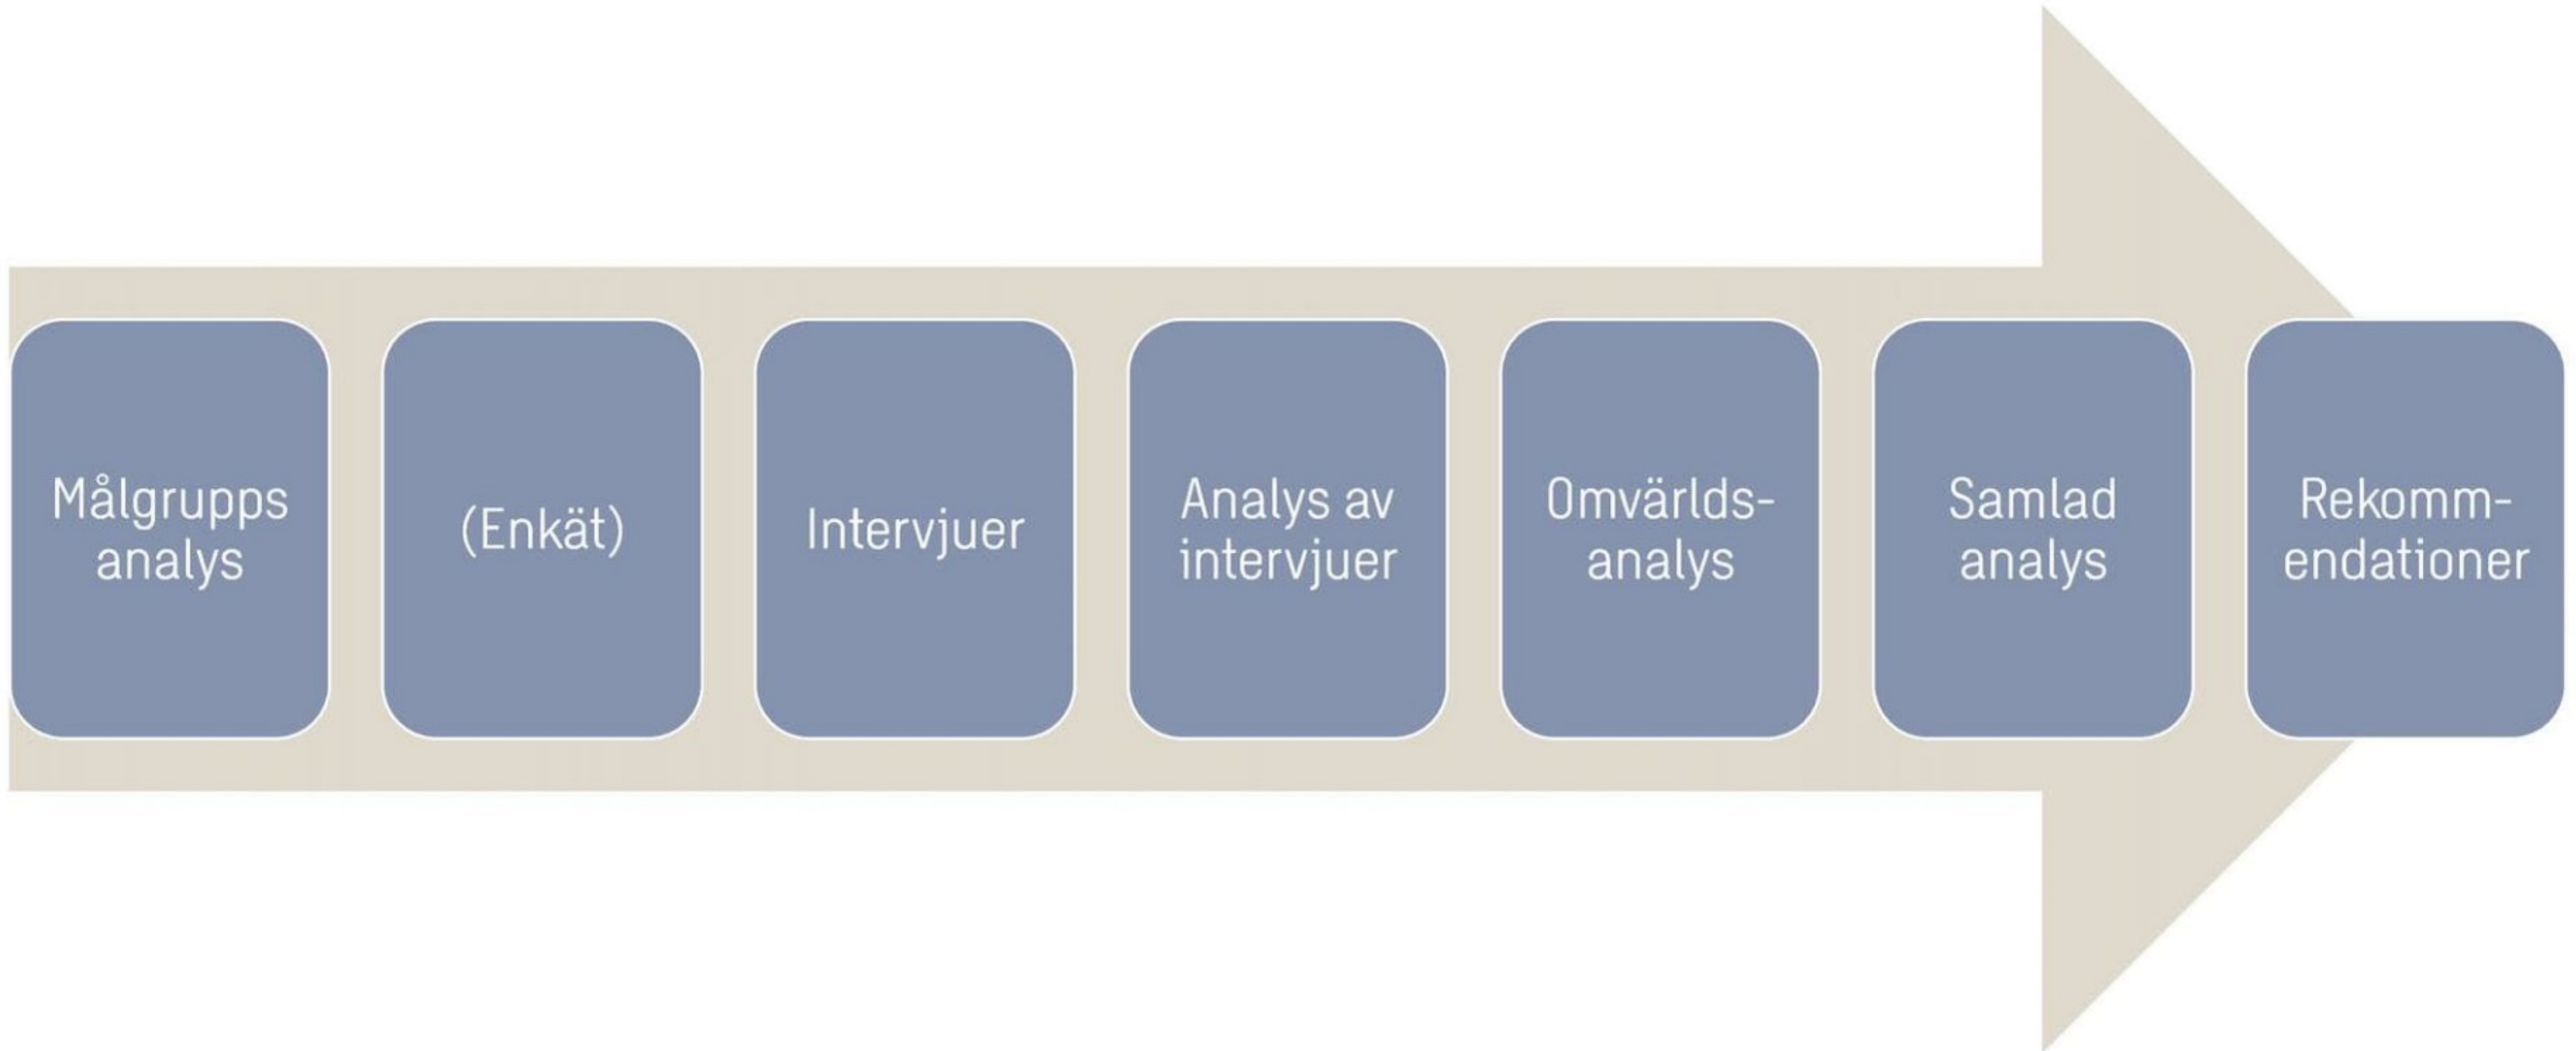 Målgrupps
analys
(Enkät)
Intervjuer
Analys av
intervjuer
Omvärlds-
analys
Samlad
analys
Rekomm-
endationer